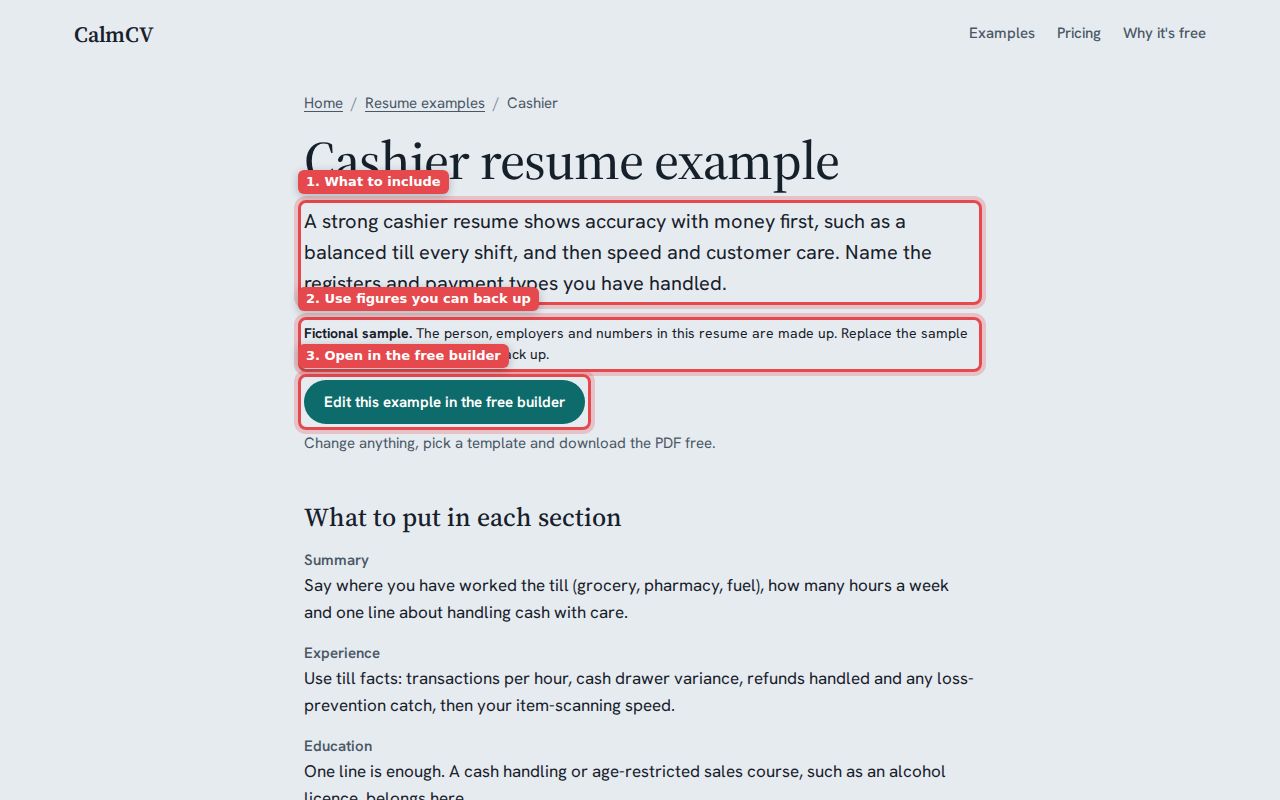 CalmCV
Examples
Pricing
Why it's free
Home / Resume examples / Cashier
Cashier resume example
1. What to include
A strong cashier resume shows accuracy with money first, such as a
balanced till every shift, and then speed and customer care. Name the
registers and payment types you have handled.
2. Use figures you can back up
Fictional sample. The person, employers and numbers in this resume are made up. Replace the sample
up.
3. Open in the free builder
Edit this example in the free builder
Change anything, pick a template and download the PDF free.
What to put in each section
Summary
Say where you have worked the till (grocery, pharmacy, fuel), how many hours a week
and one line about handling cash with care.
Experience
Use till facts: transactions per hour, cash drawer variance, refunds handled and any loss-
prevention catch, then your item-scanning speed.
Education
One line is enough. A cash handling or age-restricted sales course, such as an alcohol
licence, belongs here.